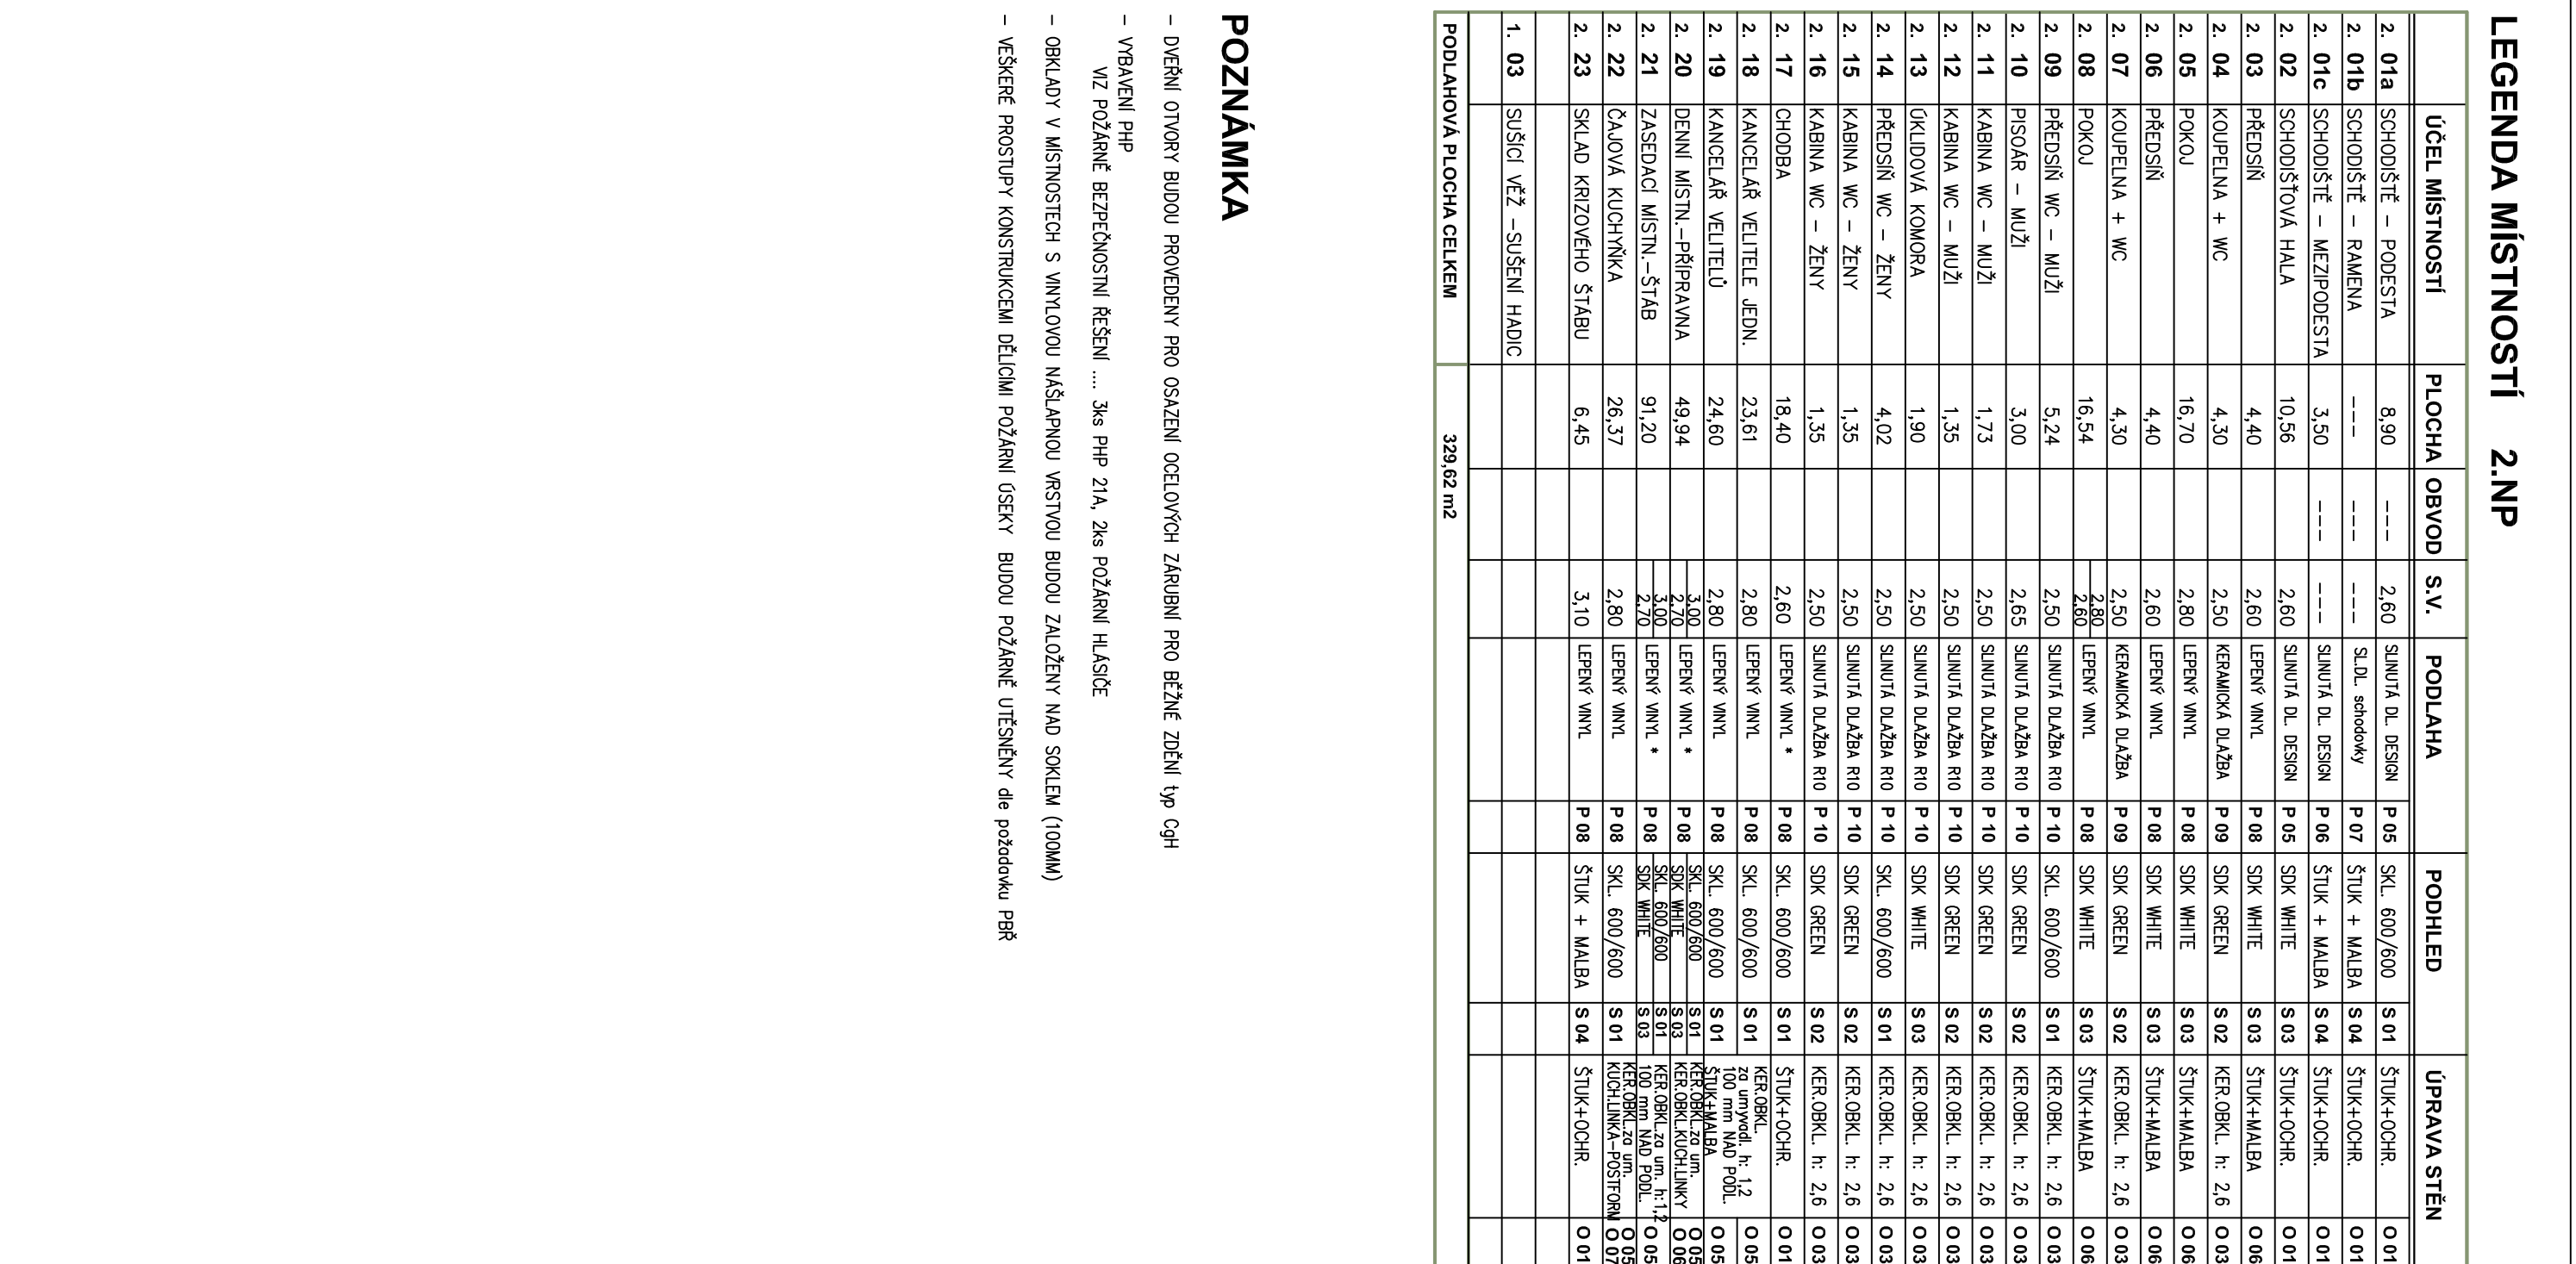 LEGENDA MÍSTNOSTÍ 2.NP
ÚČEL MÍSTNOSTÍ PLOCHA OBVOD S.V. PODLAHA PODHLED ÚPRAVA STĚN
2. 01a SCHODIŠTĚ – PODESTA 8,90 ––– 2,60 SLINUTÁ DL. DESIGN P 05 SKL. 600/600 S 01 ŠTUK+OCHR. O 01
2. 01b SCHODIŠTĚ – RAMENA ––– ––– ––– SL.DL. schodovky P 07 ŠTUK + MALBA S 04 ŠTUK+OCHR. O 01
2. 01c SCHODIŠTĚ – MEZIPODESTA 3,50 ––– ––– SLINUTÁ DL. DESIGN P 06 ŠTUK + MALBA S 04 ŠTUK+OCHR. O 01
2. 02 SCHODIŠŤOVÁ HALA 10,56 2,60 SLINUTÁ DL. DESIGN P 05 SDK WHITE S 03 ŠTUK+OCHR. O 01
2. 03 PŘEDSÍŇ 4,40 2,60 LEPENÝ VINYL P 08 SDK WHITE S 03 ŠTUK+MALBA O 06
2. 04 KOUPELNA + WC 4,30 2,50 KERAMICKÁ DLAŽBA P 09 SDK GREEN S 02 KER.OBKL. h: 2,6 O 03
2. 05 POKOJ 16,70 2,80 LEPENÝ VINYL P 08 SDK WHITE S 03 ŠTUK+MALBA O 06
2. 06 PŘEDSÍŇ 4,40 2,60 LEPENÝ VINYL P 08 SDK WHITE S 03 ŠTUK+MALBA O 06
2. 07 KOUPELNA + WC 4,30 2,50 KERAMICKÁ DLAŽBA P 09 SDK GREEN S 02 KER.OBKL. h: 2,6 O 03
2. 08 POKOJ 16,54 2,80 2,60 LEPENÝ VINYL P 08 SDK WHITE S 03 ŠTUK+MALBA O 06
2. 09 PŘEDSÍŇ WC – MUŽI 5,24 2,50 SLINUTÁ DLAŽBA R10 P 10 SKL. 600/600 S 01 KER.OBKL. h: 2,6 O 03
2. 10 PISOÁR – MUŽI 3,00 2,65 SLINUTÁ DLAŽBA R10 P 10 SDK GREEN S 02 KER.OBKL. h: 2,6 O 03
2. 11 KABINA WC – MUŽI 1,73 2,50 SLINUTÁ DLAŽBA R10 P 10 SDK GREEN S 02 KER.OBKL. h: 2,6 O 03
2. 12 KABINA WC – MUŽI 1,35 2,50 SLINUTÁ DLAŽBA R10 P 10 SDK GREEN S 02 KER.OBKL. h: 2,6 O 03
2. 13 ÚKLIDOVÁ KOMORA 1,90 2,50 SLINUTÁ DLAŽBA R10 P 10 SDK WHITE S 03 KER.OBKL. h: 2,6 O 03
2. 14 PŘEDSÍŇ WC – ŽENY 4,02 2,50 SLINUTÁ DLAŽBA R10 P 10 SKL. 600/600 S 01 KER.OBKL. h: 2,6 O 03
2. 15 KABINA WC – ŽENY 1,35 2,50 SLINUTÁ DLAŽBA R10 P 10 SDK GREEN S 02 KER.OBKL. h: 2,6 O 03
2. 16 KABINA WC – ŽENY 1,35 2,50 SLINUTÁ DLAŽBA R10 P 10 SDK GREEN S 02 KER.OBKL. h: 2,6 O 03
2. 17 CHODBA 18,40 2,60 LEPENÝ VINYL * P 08 SKL. 600/600 S 01 ŠTUK+OCHR. O 01
2. 18 KANCELÁŘ VELITELE JEDN. 23,61 2,80 LEPENÝ VINYL P 08 SKL. 600/600 S 01 KER.OBKL. za umyvadl. h: 1,2 O 05
2. 19 KANCELÁŘ VELITELŮ 24,60 2,80 LEPENÝ VINYL P 08 SKL. 600/600 S 01 100 mm NAD PODL. ŠTUK+MALBA O 05
2. 20 DENNÍ MÍSTN.–PŘÍPRAVNA 49,94 3,00 2,70 LEPENÝ VINYL * P 08 SKL. 600/600 SDK WHITE S 01 S 03 KER.OBKL.za um. KER.OBKL.KUCH.LINKY O 05 O 06
2. 21 ZASEDACÍ MÍSTN.–ŠTÁB 91,20 3,00 2,70 LEPENÝ VINYL * P 08 SKL. 600/600 SDK WHITE S 01 S 03 KER.OBKL.za um. h:1,2 100 mm NAD PODL. O 05
2. 22 ČAJOVÁ KUCHYŇKA 26,37 2,80 LEPENÝ VINYL P 08 SKL. 600/600 S 01 KER.OBKL.za um. KUCH.LINKA–POSTFORM O 05 O 07
2. 23 SKLAD KRIZOVÉHO ŠTÁBU 6,45 3,10 LEPENÝ VINYL P 08 ŠTUK + MALBA S 04 ŠTUK+OCHR. O 01
1. 03 SUŠÍCÍ VĚŽ –SUŠENÍ HADIC
PODLAHOVÁ PLOCHA CELKEM 329,62 m2
POZNÁMKA
– DVEŘNÍ OTVORY BUDOU PROVEDENY PRO OSAZENÍ OCELOVÝCH ZÁRUBNÍ PRO BĚŽNÉ ZDĚNÍ typ CgH
– VYBAVENÍ PHP
VIZ POŽÁRNĚ BEZPEČNOSTNÍ ŘEŠENÍ .... 3ks PHP 21A, 2ks POŽÁRNÍ HLÁSIČE
– OBKLADY V MÍSTNOSTECH S VINYLOVOU NÁŠLAPNOU VRSTVOU BUDOU ZALOŽENY NAD SOKLEM (100MM)
– VEŠKERÉ PROSTUPY KONSTRUKCEMI DĚLÍCÍMI POŽÁRNÍ ÚSEKY BUDOU POŽÁRNĚ UTĚSNĚNY dle požadavku PBŘ